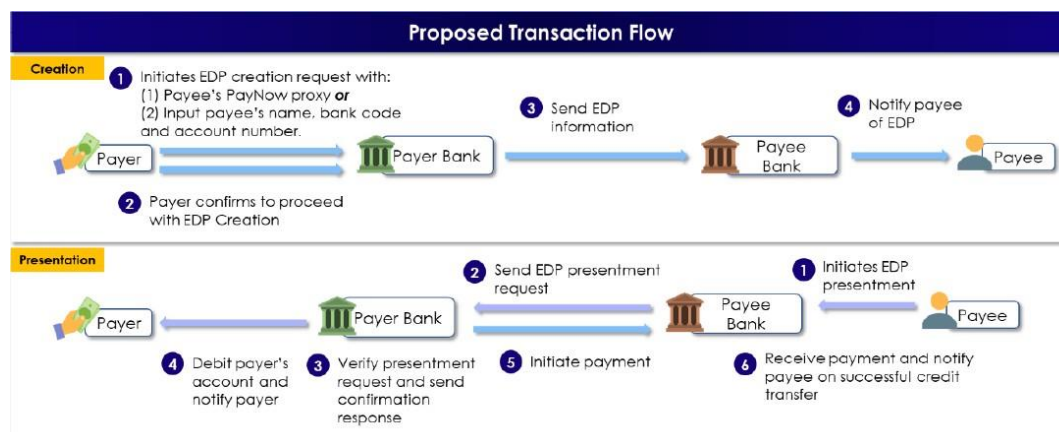 Proposed Transaction Flow
Creation
1 Initiates EDP creation request with:
(1) Payee's PayNow proxy or
(2) Input payee's name, bank code
and account number.
3 Send EDP
information
4 Notify payee
of EDP
Payer
Payer Bank
Payee
Bank
Payee
2 Payer confirms to proceed
with EDP Creation
Presentation
2 Send EDP presentment
request
1 Initiates EDP
presentment
Payer
Payer Bank
Payee
Bank
Payee
4 Debit payer's
account and
notify payer
3 Verify presentment
request and send
confirmation
response
5 Initiate payment
6 Receive payment and notify
payee on successful credit
transfer